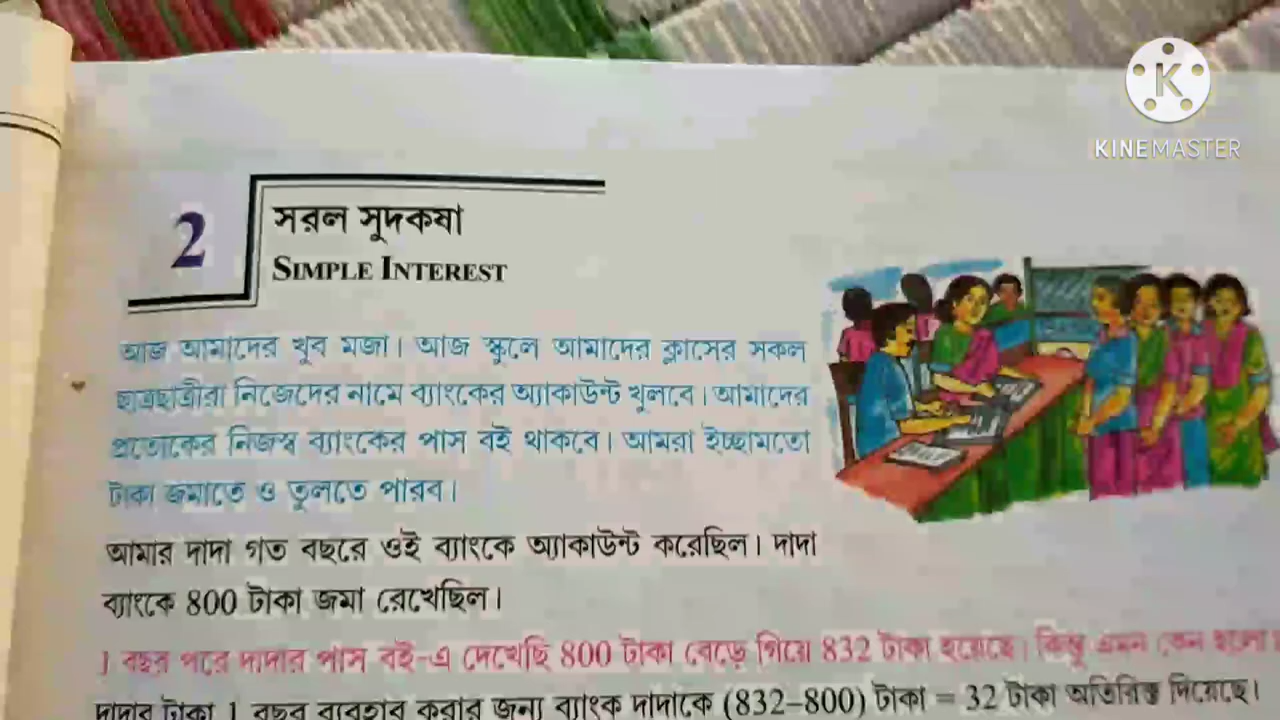 KINEMASTER
2
সরল সুদকষা
SIMPLE INTEREST
আজ আমাদের খুব মজা। আজ স্কুলে আমাদের ক্লাসের সকল
ছাত্রছাত্রীরা নিজেদের নামে ব্যাংকের অ্যাকাউন্ট খুলবে। আমাদের
প্রত্যেকের নিজস্ব ব্যাংকের পাস বই থাকবে। আমরা ইচ্ছামতো
টাকা জমাতে ও তুলতে পারব।
আমার দাদা গত বছরে ওই ব্যাংকে অ্যাকাউন্ট করেছিল। দাদা
ব্যাংকে 800 টাকা জমা রেখেছিল।
1 বছর পরে দাদার পাস বই-এ দেখেছি 800 টাকা বেড়ে গিয়ে 832 টাকা হয়েছে। কিন্তু এমন কেন হলো
দাদার টাকা 1 বছর ব্যবহার করার জন্য ব্যাংক দাদাকে (832–800) টাকা = 32 টাকা অতিরিক্ত দিয়েছে।